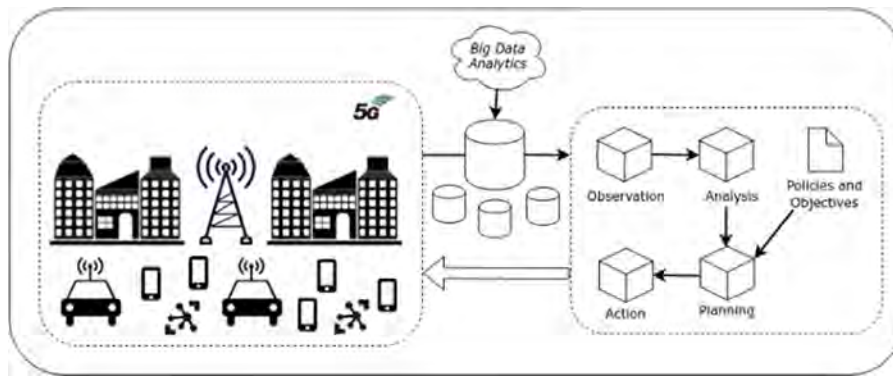 Big Data
Analytics
5G
Observation
Analysis
Policies and
Objectives
Action
Planning